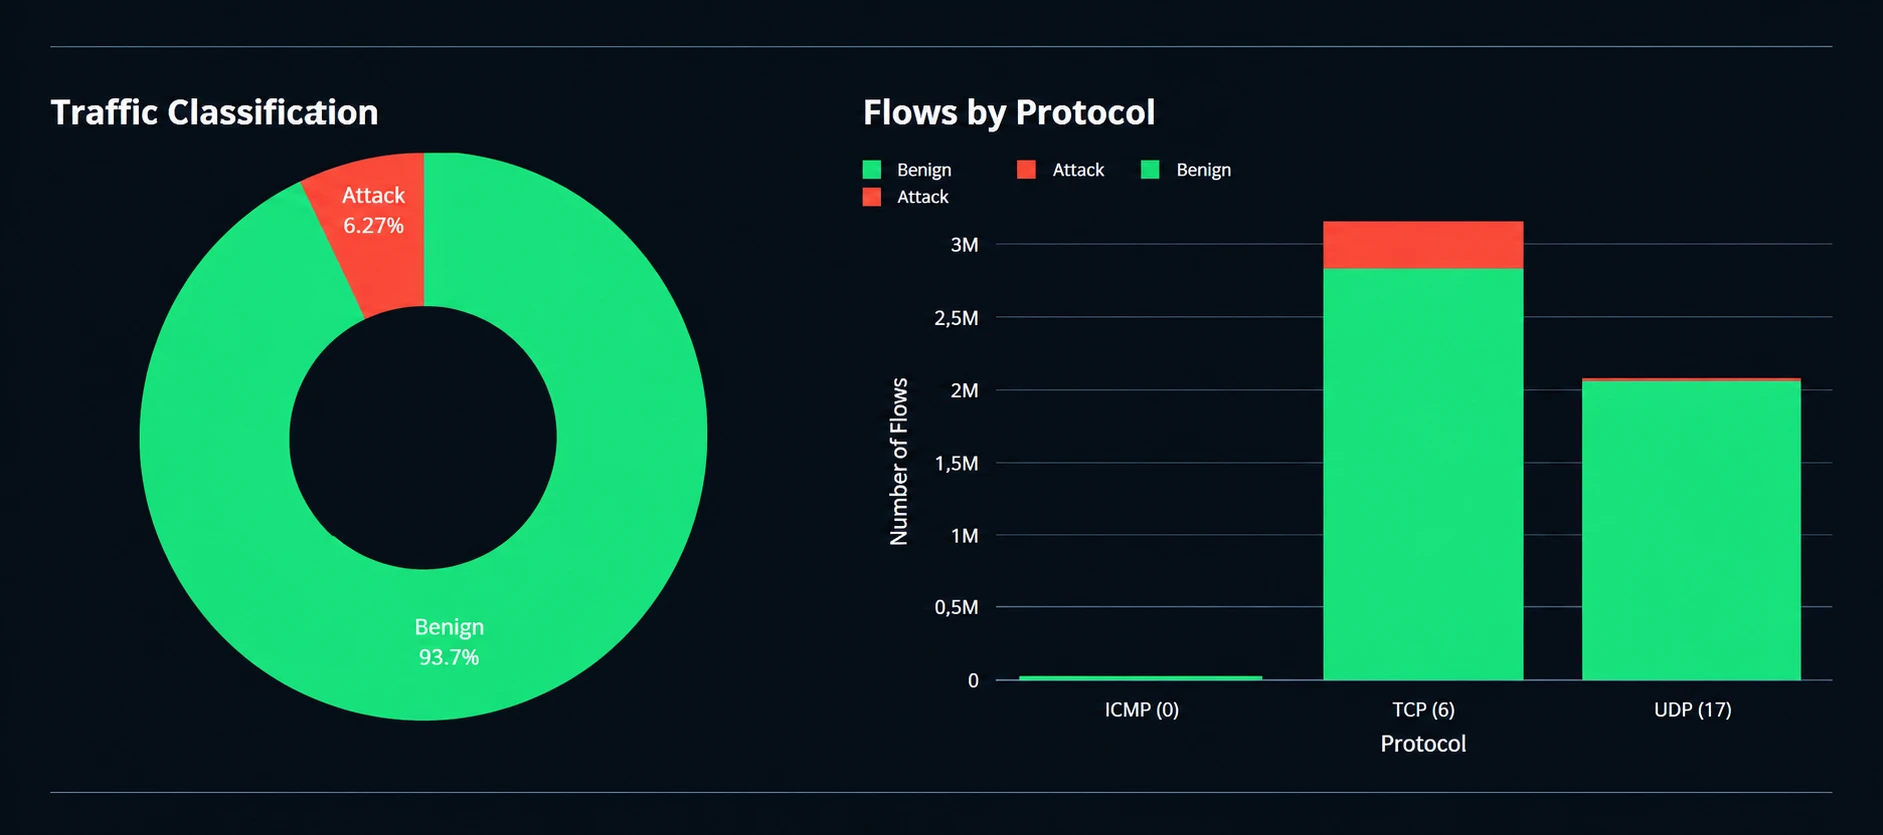 Traffic Classification
Attack
6.27%
Benign
93.7%
Flows by Protocol
Benign
Attack
Benign
Attack
3M
2,5M
2M
1,5M
1M
0,5M
0
Number of Flows
ICMP (0)
TCP (6)
UDP (17)
Protocol